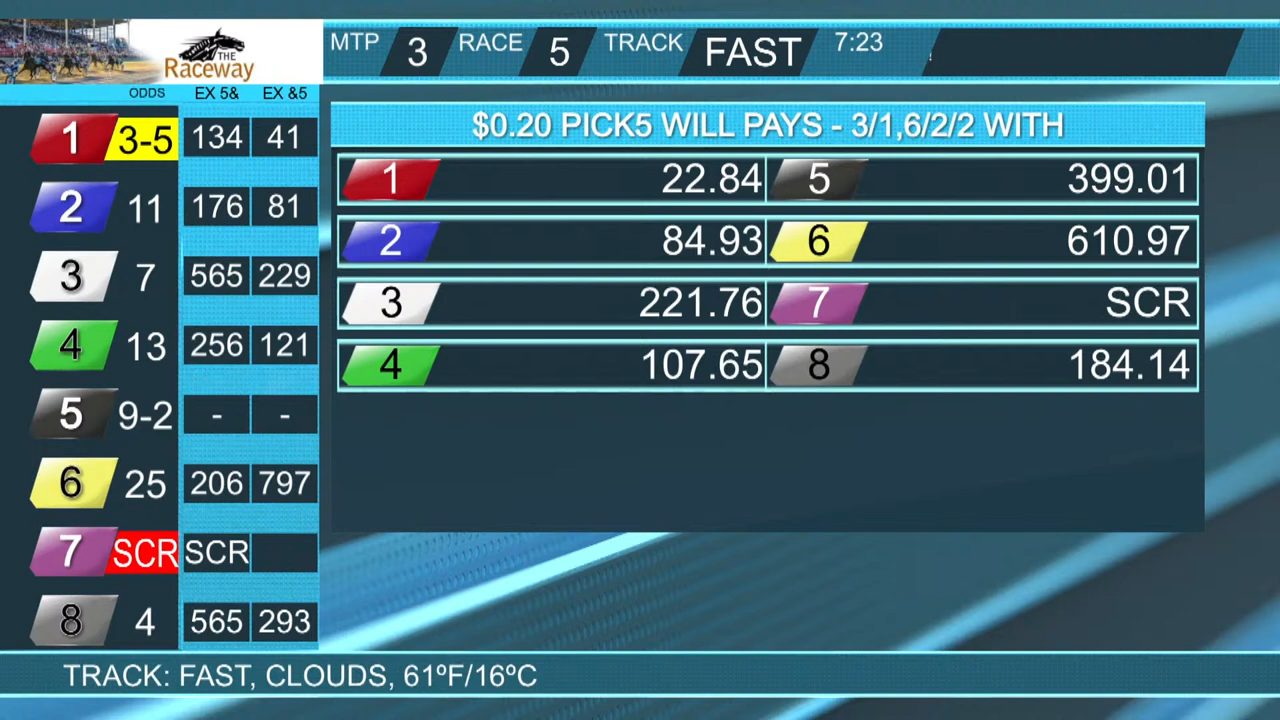 THE
Raceway
MTP 3 RACE 5 TRACK FAST 7:23
ODDS EX 5& EX &5
1 3-5 134 41
2 11 176 81
3 7 565 229
4 13 256 121
5 9-2 - -
6 25 206 797
7 SCR SCR
8 4 565 293
$0.20 PICK5 WILL PAYS - 3/1,6/2/2 WITH
1 22.84 5 399.01
2 84.93 6 610.97
3 221.76 7 SCR
4 107.65 8 184.14
TRACK: FAST, CLOUDS, 61ºF/16ºC